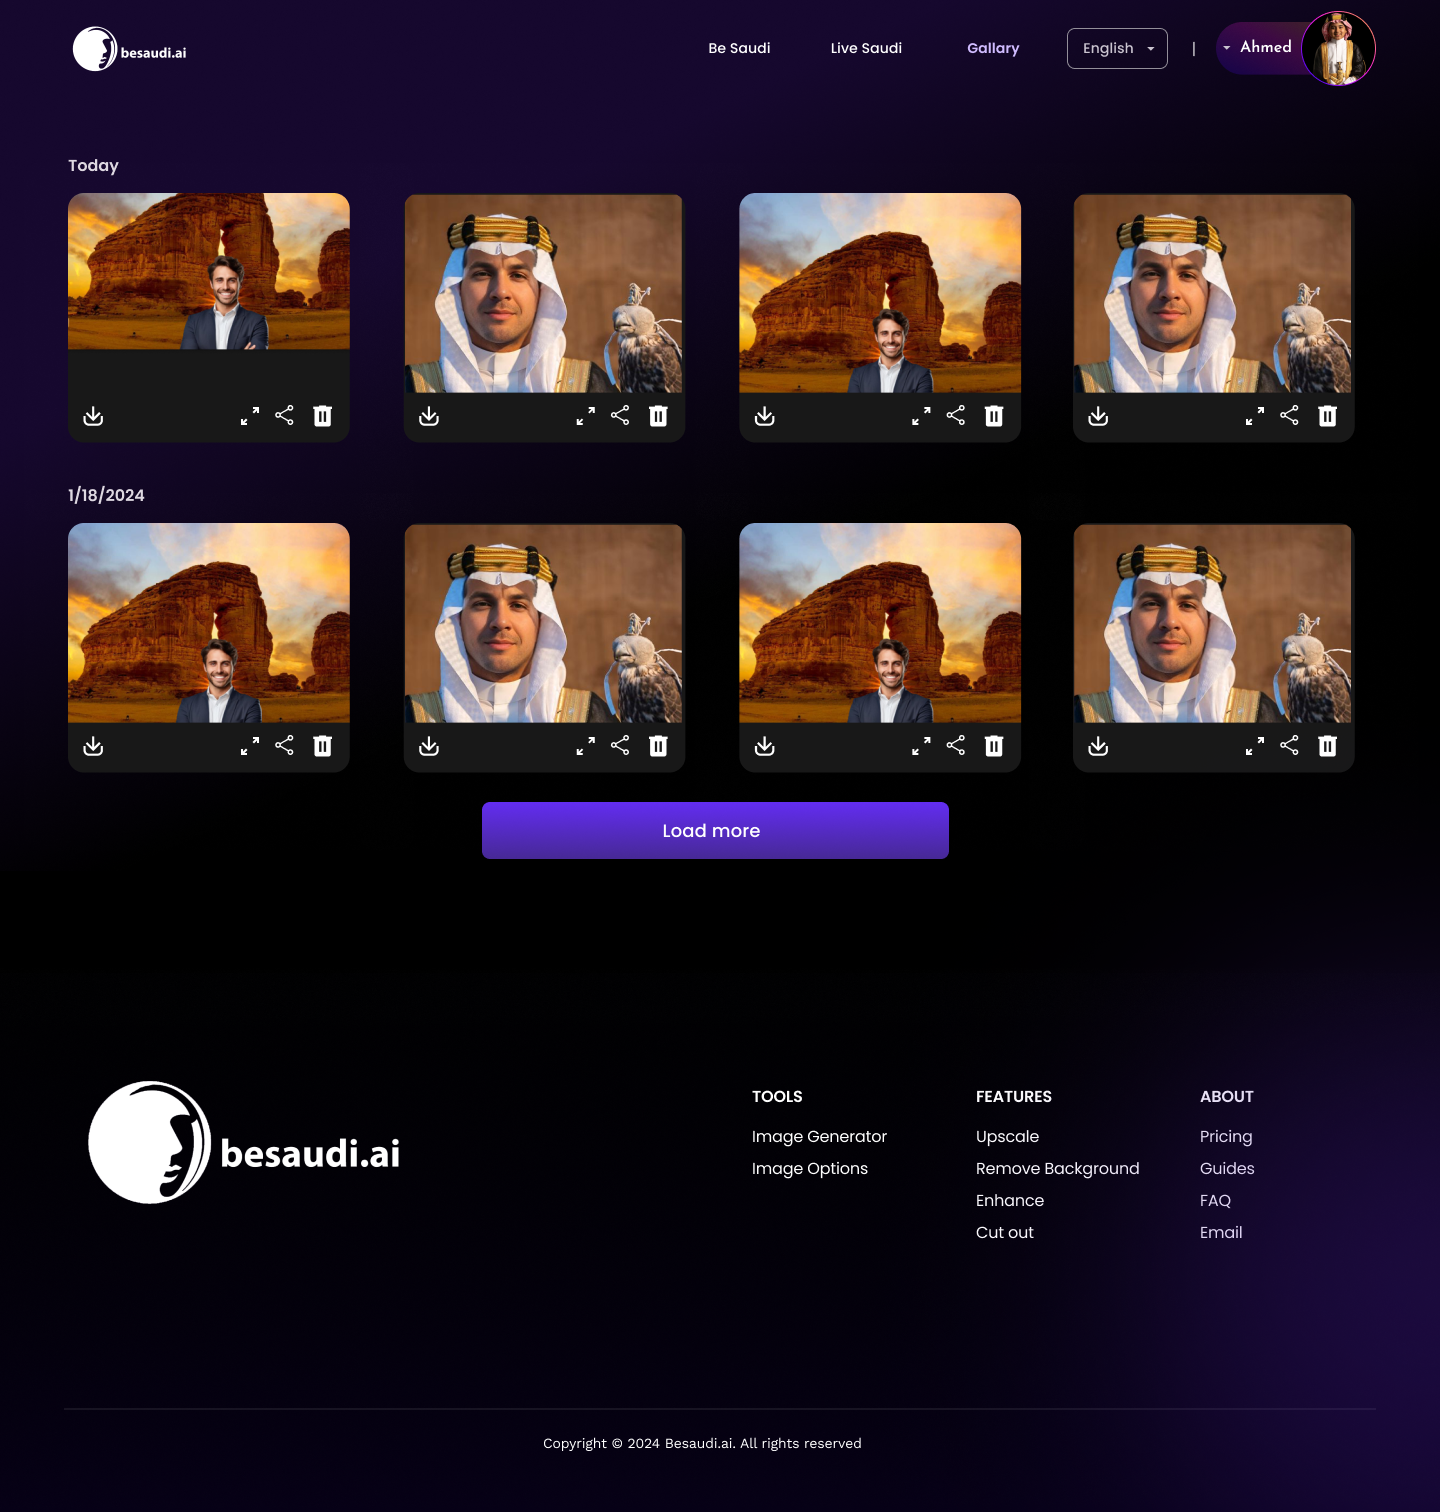 besaudi.ai
Be Saudi
Live Saudi
Gallary
English
|
Ahmed
Today
1/18/2024
Load more
besaudi.ai
TOOLS
Image Generator
Image Options
FEATURES
Upscale
Remove Background
Enhance
Cut out
ABOUT
Pricing
Guides
FAQ
Email
Copyright © 2024 Besaudi.ai. All rights reserved